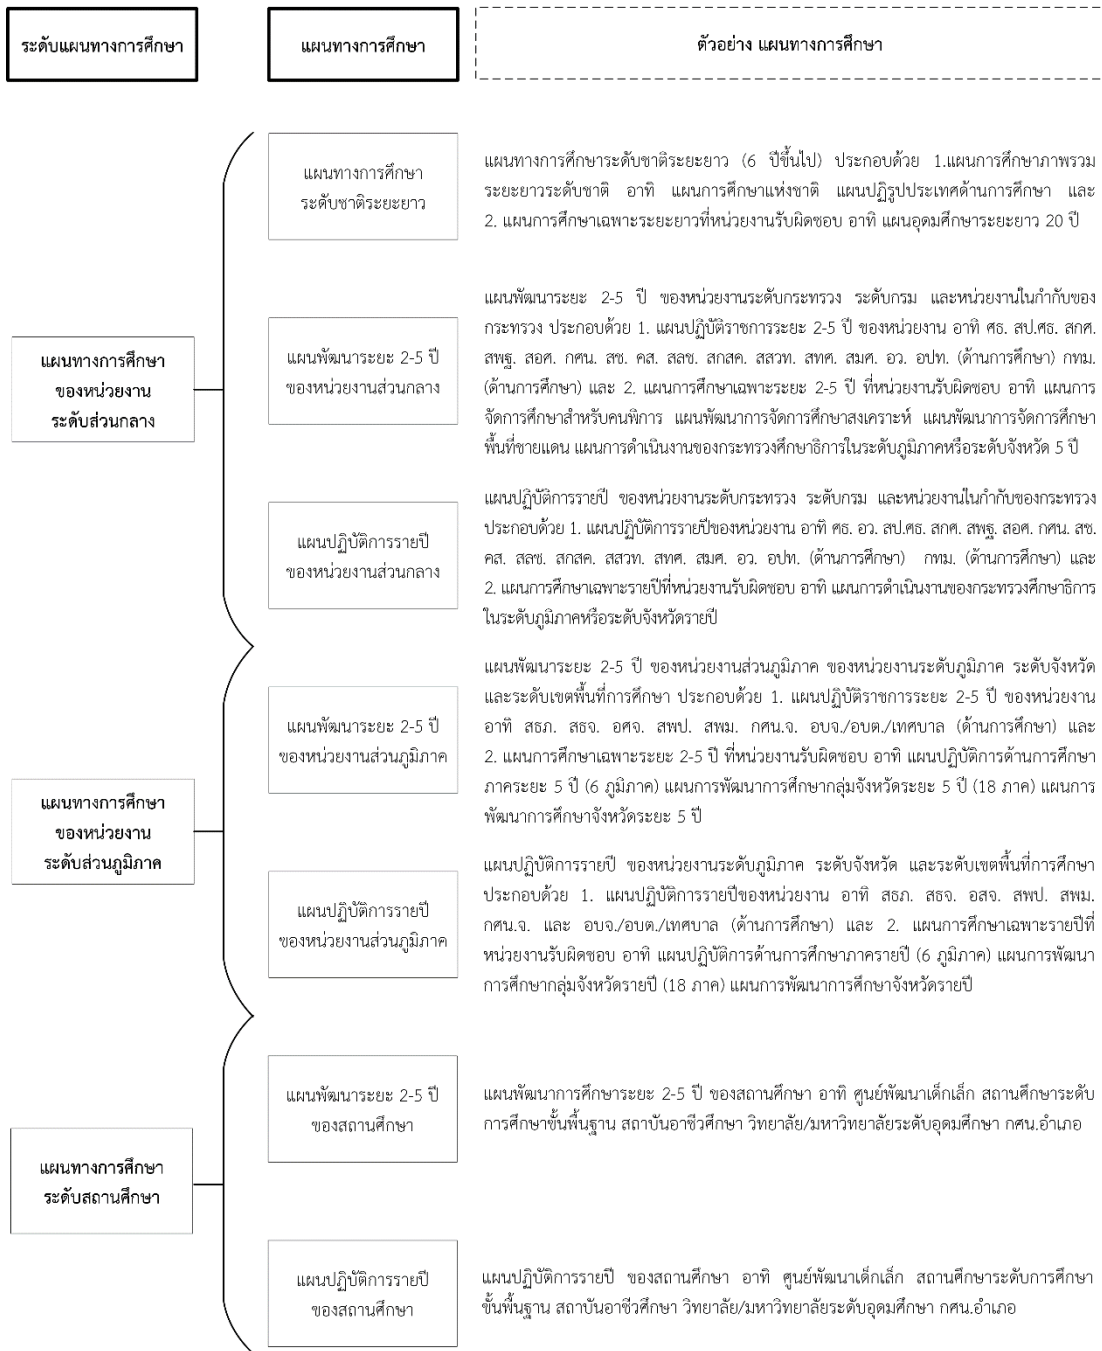 ระดับแผนทางการศึกษา
แผนทางการศึกษา
ตัวอย่าง แผนทางการศึกษา
แผนทางการศึกษา
ของหน่วยงาน
ระดับส่วนกลาง
แผนทางการศึกษา
ระดับชาติระยะยาว
แผนทางการศึกษาระดับชาติระยะยาว (6 ปีขึ้นไป) ประกอบด้วย 1.แผนการศึกษาภาพรวม
ระยะยาวระดับชาติ อาทิ แผนการศึกษาแห่งชาติ แผนปฏิรูปประเทศด้านการศึกษา และ
2. แผนการศึกษาเฉพาะระยะยาวที่หน่วยงานรับผิดชอบ อาทิ แผนอุดมศึกษาระยะยาว 20 ปี
แผนพัฒนาระยะ 2-5 ปี
ของหน่วยงานส่วนกลาง
แผนพัฒนาระยะ 2-5 ปี ของหน่วยงานระดับกระทรวง ระดับกรม และหน่วยงานในกำกับของ
กระทรวง ประกอบด้วย 1. แผนปฏิบัติราชการระยะ 2-5 ปี ของหน่วยงาน อาทิ ศธ. สป.ศธ. สกศ.
สพฐ. สอศ. กศน. สช. คส. สลช. สกสค. สสวท. สทศ. สมศ. อว. อปท. (ด้านการศึกษา) กทม.
(ด้านการศึกษา) และ 2. แผนการศึกษาเฉพาะระยะ 2-5 ปี ที่หน่วยงานรับผิดชอบ อาทิ แผนการ
จัดการศึกษาสำหรับคนพิการ แผนพัฒนาการจัดการศึกษาสงเคราะห์ แผนพัฒนาการจัดการศึกษา
พื้นที่ชายแดน แผนการดำเนินงานของกระทรวงศึกษาธิการในระดับภูมิภาคหรือระดับจังหวัด 5 ปี
แผนปฏิบัติการรายปี
ของหน่วยงานส่วนกลาง
แผนปฏิบัติการรายปี ของหน่วยงานระดับกระทรวง ระดับกรม และหน่วยงานในกำกับของกระทรวง
ประกอบด้วย 1. แผนปฏิบัติการรายปีของหน่วยงาน อาทิ ศธ. อว. สป.ศธ. สกศ. สพฐ. สอศ. กศน. สช.
คส. สลช. สกสค. สสวท. สทศ. สมศ. อว. อปท. (ด้านการศึกษา) กทม. (ด้านการศึกษา) และ
2. แผนการศึกษาเฉพาะรายปีที่หน่วยงานรับผิดชอบ อาทิ แผนการดำเนินงานของกระทรวงศึกษาธิการ
ในระดับภูมิภาคหรือระดับจังหวัดรายปี
แผนทางการศึกษา
ของหน่วยงาน
ระดับส่วนภูมิภาค
แผนพัฒนาระยะ 2-5 ปี
ของหน่วยงานส่วนภูมิภาค
แผนพัฒนาระยะ 2-5 ปี ของหน่วยงานส่วนภูมิภาค ของหน่วยงานระดับภูมิภาค ระดับจังหวัด
และระดับเขตพื้นที่การศึกษา ประกอบด้วย 1. แผนปฏิบัติราชการระยะ 2-5 ปี ของหน่วยงาน
อาทิ สธภ. สธจ. อศจ. สพป. สพม. กศน.จ. อบจ./อบต./เทศบาล (ด้านการศึกษา) และ
2. แผนการศึกษาเฉพาะระยะ 2-5 ปี ที่หน่วยงานรับผิดชอบ อาทิ แผนปฏิบัติการด้านการศึกษา
ภาคระยะ 5 ปี (6 ภูมิภาค) แผนการพัฒนาการศึกษากลุ่มจังหวัดระยะ 5 ปี (18 ภาค) แผนการ
พัฒนาการศึกษาจังหวัดระยะ 5 ปี
แผนปฏิบัติการรายปี
ของหน่วยงานส่วนภูมิภาค
แผนปฏิบัติการรายปี ของหน่วยงานระดับภูมิภาค ระดับจังหวัด และระดับเขตพื้นที่การศึกษา
ประกอบด้วย 1. แผนปฏิบัติการรายปีของหน่วยงาน อาทิ สธภ. สธจ. อสจ. สพป. สพม.
กศน.จ. และ อบจ./อบต./เทศบาล (ด้านการศึกษา) และ 2. แผนการศึกษาเฉพาะรายปีที่
หน่วยงานรับผิดชอบ อาทิ แผนปฏิบัติการด้านการศึกษาภาครายปี (6 ภูมิภาค) แผนการพัฒนา
การศึกษากลุ่มจังหวัดรายปี (18 ภาค) แผนการพัฒนาการศึกษาจังหวัดรายปี
แผนทางการศึกษา
ระดับสถานศึกษา
แผนพัฒนาระยะ 2-5 ปี
ของสถานศึกษา
แผนพัฒนาการศึกษาระยะ 2-5 ปี ของสถานศึกษา อาทิ ศูนย์พัฒนาเด็กเล็ก สถานศึกษาระดับ
การศึกษาขั้นพื้นฐาน สถาบันอาชีวศึกษา วิทยาลัย/มหาวิทยาลัยระดับอุดมศึกษา กศน.อำเภอ
แผนปฏิบัติการรายปี
ของสถานศึกษา
แผนปฏิบัติการรายปี ของสถานศึกษา อาทิ ศูนย์พัฒนาเด็กเล็ก สถานศึกษาระดับการศึกษา
ขั้นพื้นฐาน สถาบันอาชีวศึกษา วิทยาลัย/มหาวิทยาลัยระดับอุดมศึกษา กศน.อำเภอ